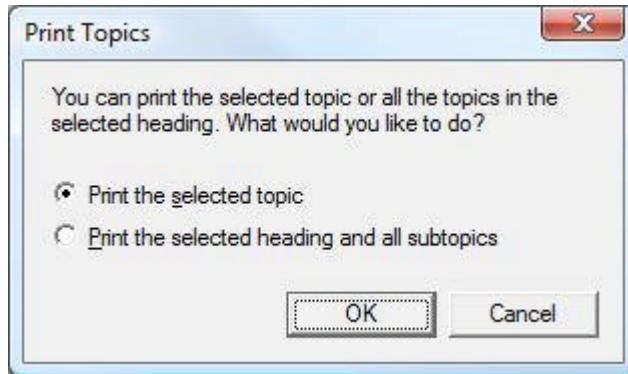 Print Topics
You can print the selected topic or all the topics in the
selected heading. What would you like to do?
Print the selected topic
Print the selected heading and all subtopics
OK Cancel